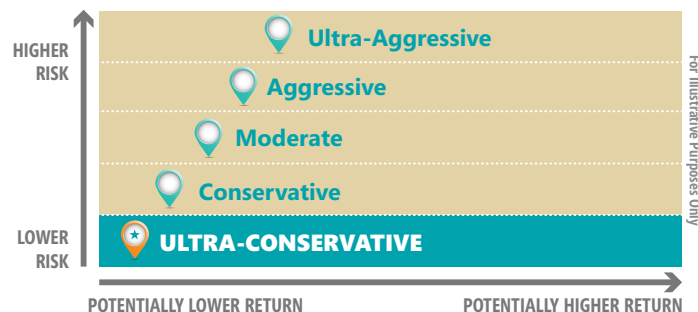 HIGHER
RISK
Ultra-Aggressive
Aggressive
Moderate
Conservative
LOWER
RISK
ULTRA-CONSERVATIVE
POTENTIALLY LOWER RETURN
POTENTIALLY HIGHER RETURN
For Illustrative Purposes Only